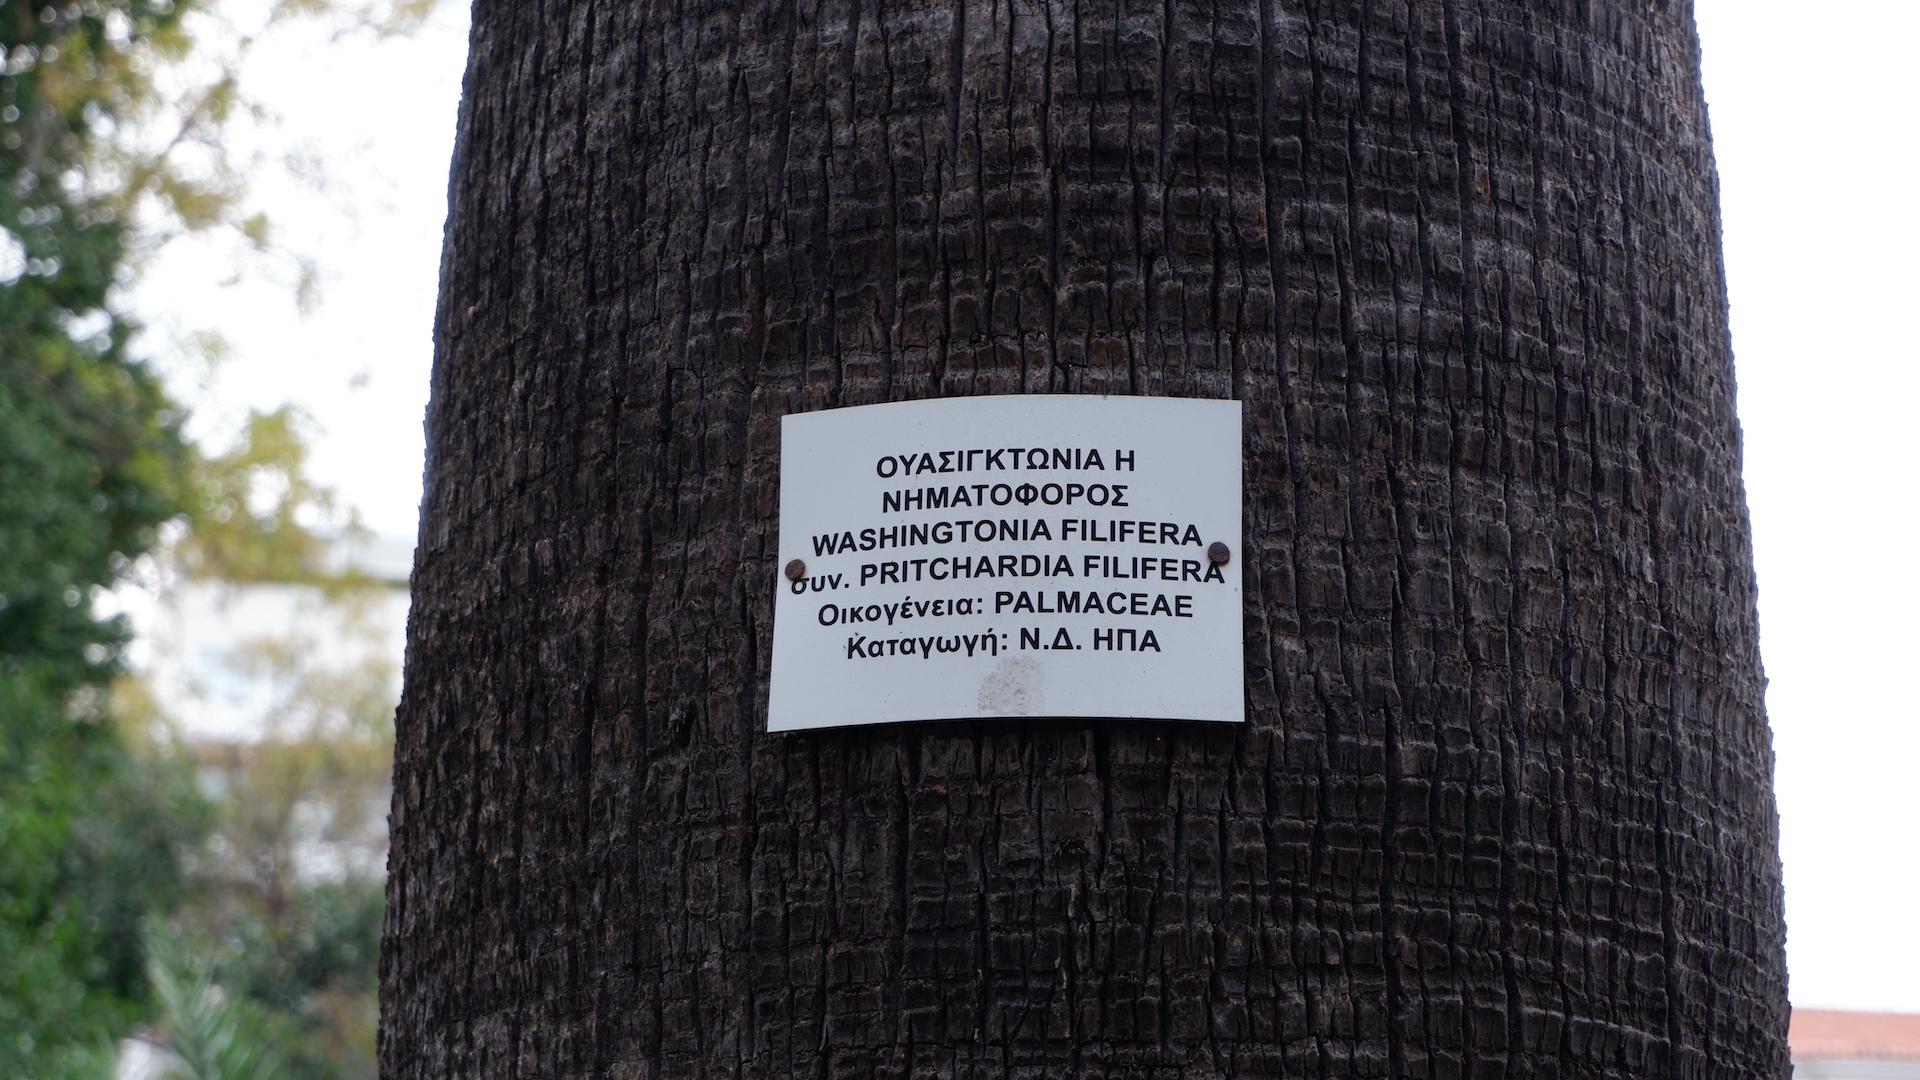 ΟΥΑΣΙΓΚΤΩΝΙΑ Η
ΝΗΜΑΤΟΦΟΡΟΣ
WASHINGTONIA FILIFERA
συν. PRITCHARDIA FILIFERA
Οικογένεια: PALMACEAE
Καταγωγή: Ν.Δ. ΗΠΑ